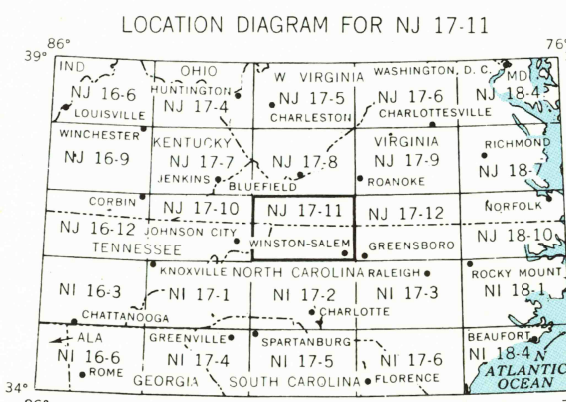 LOCATION DIAGRAM FOR NJ 17-11
86° 76°
39°
IND OHIO W VIRGINIA WASHINGTON, D. C. MD
NJ 16-6 HUNTINGTON NJ 17-4 NJ 17-5 NJ 17-6 NJ 18-4
LOUISVILLE CHARLESTON CHARLOTTESVILLE
WINCHESTER KENTUCKY VIRGINIA RICHMOND
NJ 16-9 NJ 17-7 NJ 17-8 NJ 17-9 NJ 18-7
JENKINS BLUEFIELD ROANOKE
CORBIN NJ 17-10 NJ 17-11 NJ 17-12 NORFOLK
NJ 16-12 JOHNSON CITY WINSTON-SALEM GREENSBORO NJ 18-10
TENNESSEE
KNOXVILLE NORTH CAROLINA RALEIGH ROCKY MOUNT
NI 16-3 NI 17-1 NI 17-2 NI 17-3 NI 18-1
CHATTANOOGA CHARLOTTE
ALA GREENVILLE SPARTANBURG BEAUFORT
NI 16-6 NI 17-4 NI 17-5 NI 17-6 NI 18-4 N
ROME GEORGIA SOUTH CAROLINA FLORENCE ATLANTIC
OCEAN
34°